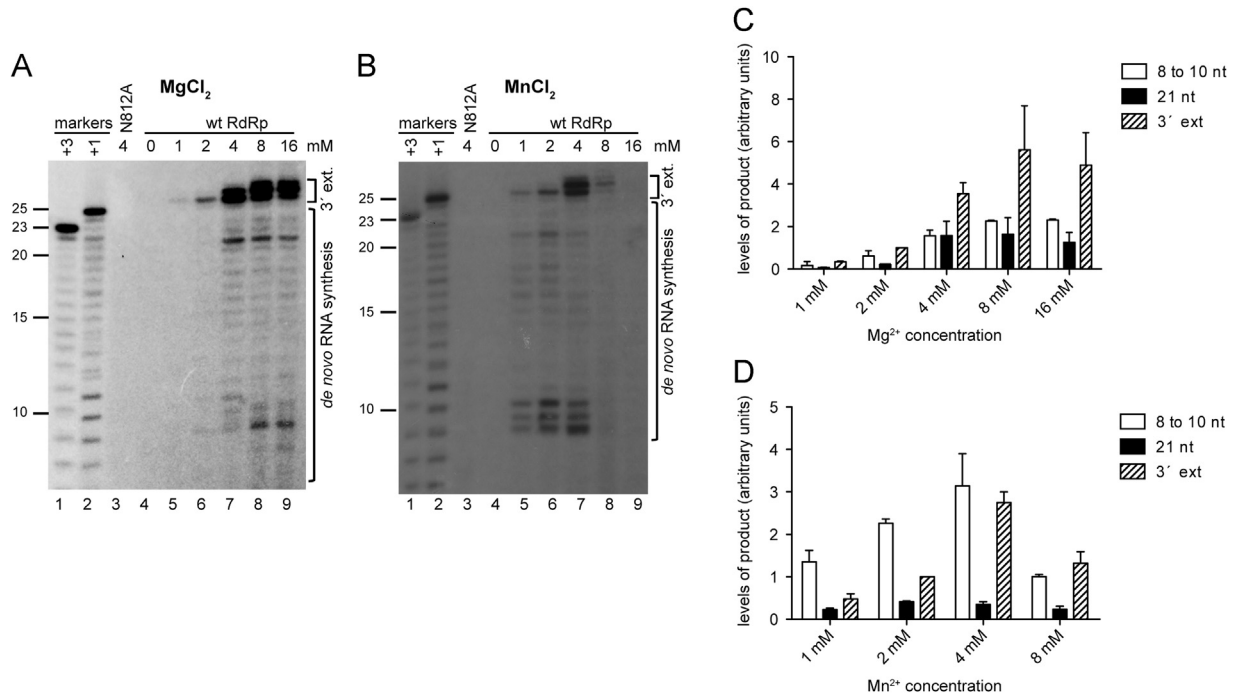 A
MgCl2
markers
N812A
wt RdRp
+3 +1 4 0 1 2 4 8 16 mM
25
23
20
15
10
3´ ext.
de novo RNA synthesis
1 2 3 4 5 6 7 8 9
B
MnCl2
markers
N812A
wt RdRp
+3 +1 4 0 1 2 4 8 16 mM
25
23
20
15
10
3´ ext.
de novo RNA synthesis
1 2 3 4 5 6 7 8 9
C
levels of product (arbitrary units)
10
8
6
4
2
0
1 mM 2 mM 4 mM 8 mM 16 mM
Mg2+ concentration
8 to 10 nt
21 nt
3´ ext
D
levels of product (arbitrary units)
5
4
3
2
1
0
1 mM 2 mM 4 mM 8 mM
Mn2+ concentration
8 to 10 nt
21 nt
3´ ext